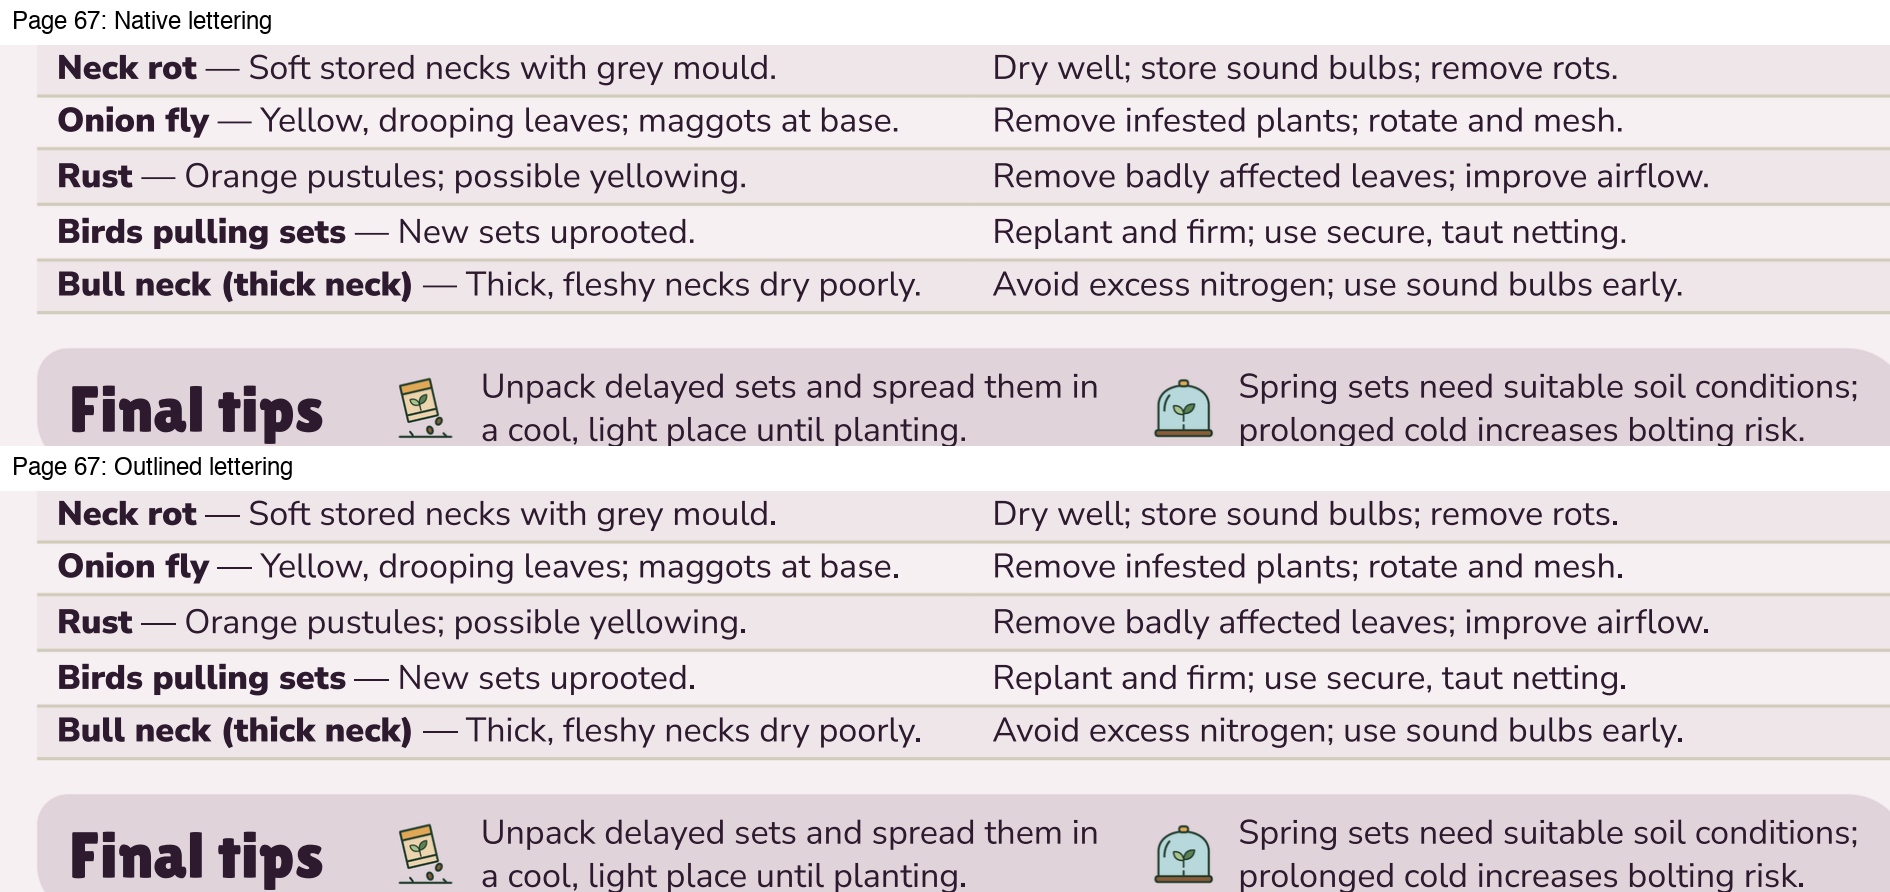 Page 67: Native lettering
Neck rot — Soft stored necks with grey mould. Dry well; store sound bulbs; remove rots.
Onion fly — Yellow, drooping leaves; maggots at base. Remove infested plants; rotate and mesh.
Rust — Orange pustules; possible yellowing. Remove badly affected leaves; improve airflow.
Birds pulling sets — New sets uprooted. Replant and firm; use secure, taut netting.
Bull neck (thick neck) — Thick, fleshy necks dry poorly. Avoid excess nitrogen; use sound bulbs early.
Final tips
Unpack delayed sets and spread them in
a cool, light place until planting.
Spring sets need suitable soil conditions;
prolonged cold increases bolting risk.
Page 67: Outlined lettering
Neck rot — Soft stored necks with grey mould. Dry well; store sound bulbs; remove rots.
Onion fly — Yellow, drooping leaves; maggots at base. Remove infested plants; rotate and mesh.
Rust — Orange pustules; possible yellowing. Remove badly affected leaves; improve airflow.
Birds pulling sets — New sets uprooted. Replant and firm; use secure, taut netting.
Bull neck (thick neck) — Thick, fleshy necks dry poorly. Avoid excess nitrogen; use sound bulbs early.
Final tips
Unpack delayed sets and spread them in
a cool, light place until planting.
Spring sets need suitable soil conditions;
prolonged cold increases bolting risk.